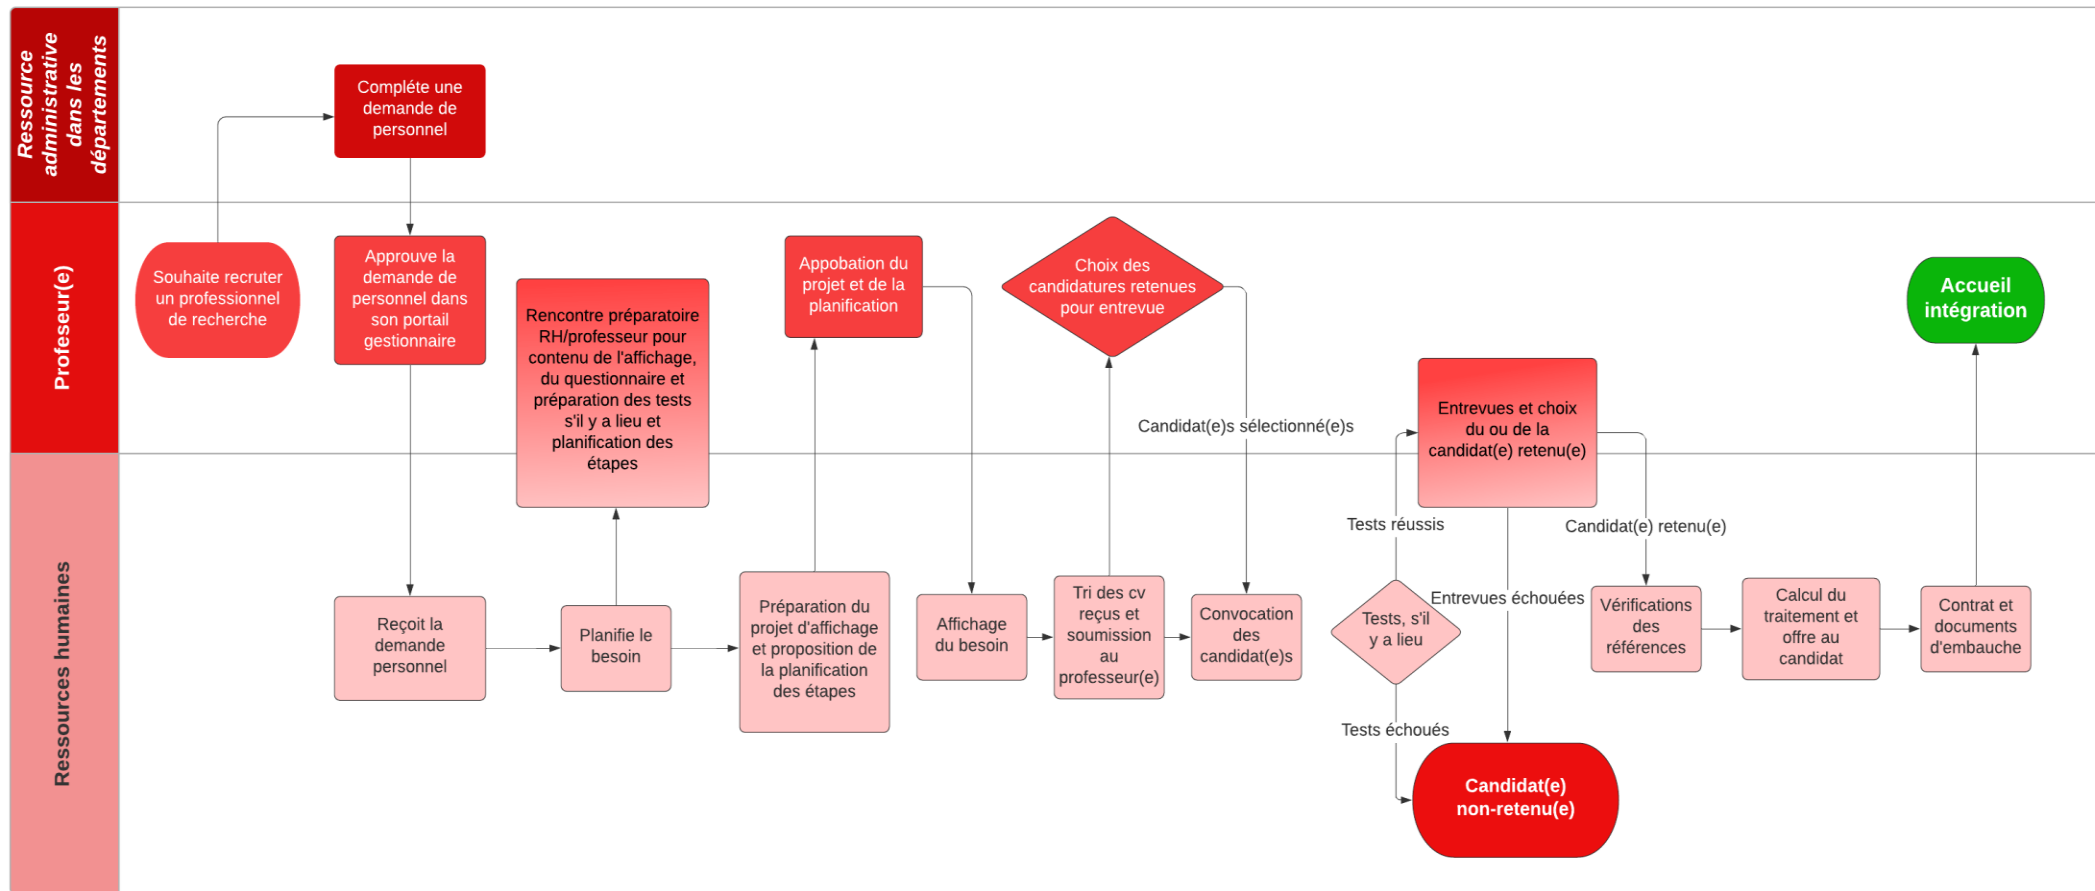 Ressource
administrative
dans les
départements
Compléte une
demande de
personnel
Profeseur(e)
Souhaite recruter
un professionnel
de recherche
Approuve la
demande de
personnel dans
son portail
gestionnaire
Rencontre préparatoire
RH/professeur pour
contenu de l'affichage,
du questionnaire et
préparation des tests
s'il y a lieu et
planification des
étapes
Appobation du
projet et de la
planification
Choix des
candidatures retenues
pour entrevue
Candidat(e)s sélectionné(e)s
Entrevues et choix
du ou de la
candidat(e) retenu(e)
Accueil
intégration
Ressources humaines
Reçoit la
demande
personnel
Planifie le
besoin
Préparation du
projet d'affichage
et proposition de
la planification
des étapes
Affichage
du besoin
Tri des cv
reçus et
soumission
au
professeur(e)
Convocation
des
candidat(e)s
Tests réussis
Tests, s'il
y a lieu
Tests échoués
Entrevues échouées
Candidat(e)
non-retenu(e)
Candidat(e) retenu(e)
Vérifications
des
références
Calcul du
traitement et
offre au
candidat
Contrat et
documents
d'embauche